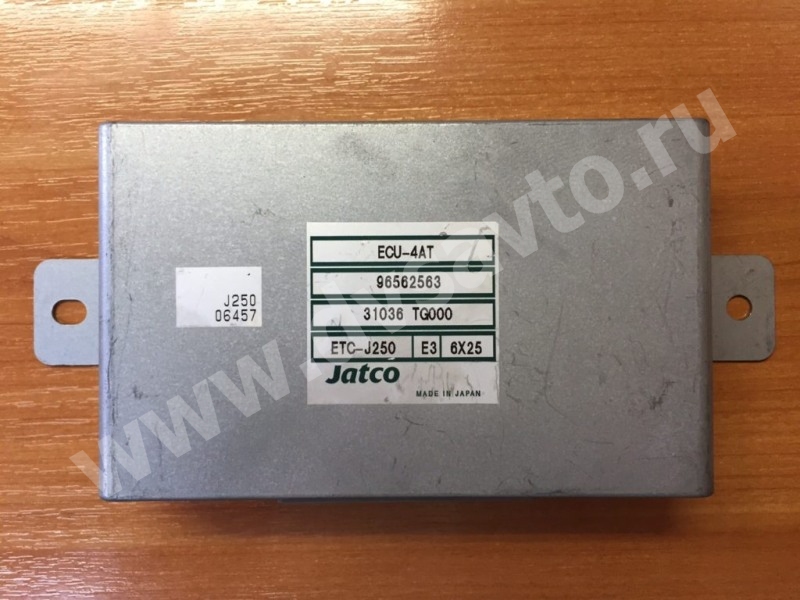 ECU-4AT
96562563
31036 TG000
ETC-J250 E3 6X25
Jatco
MADE IN JAPAN
J250
06457